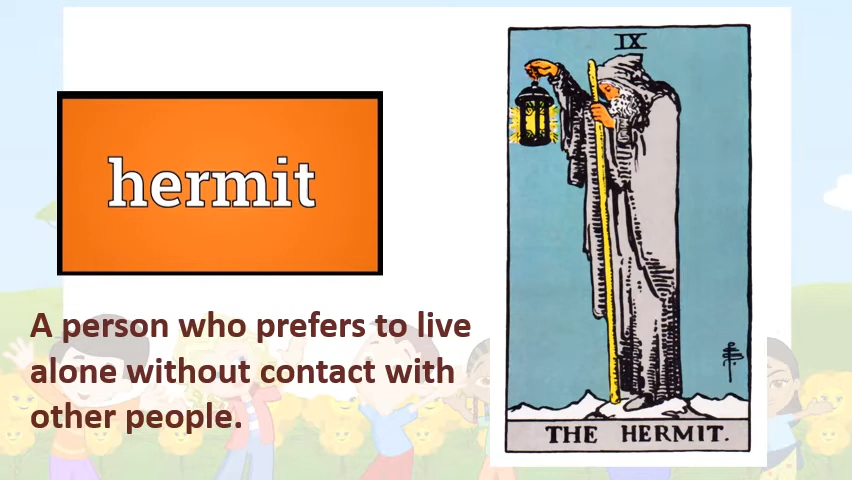 hermit
A person who prefers to live
alone without contact with
other people.
IX
THE HERMIT.